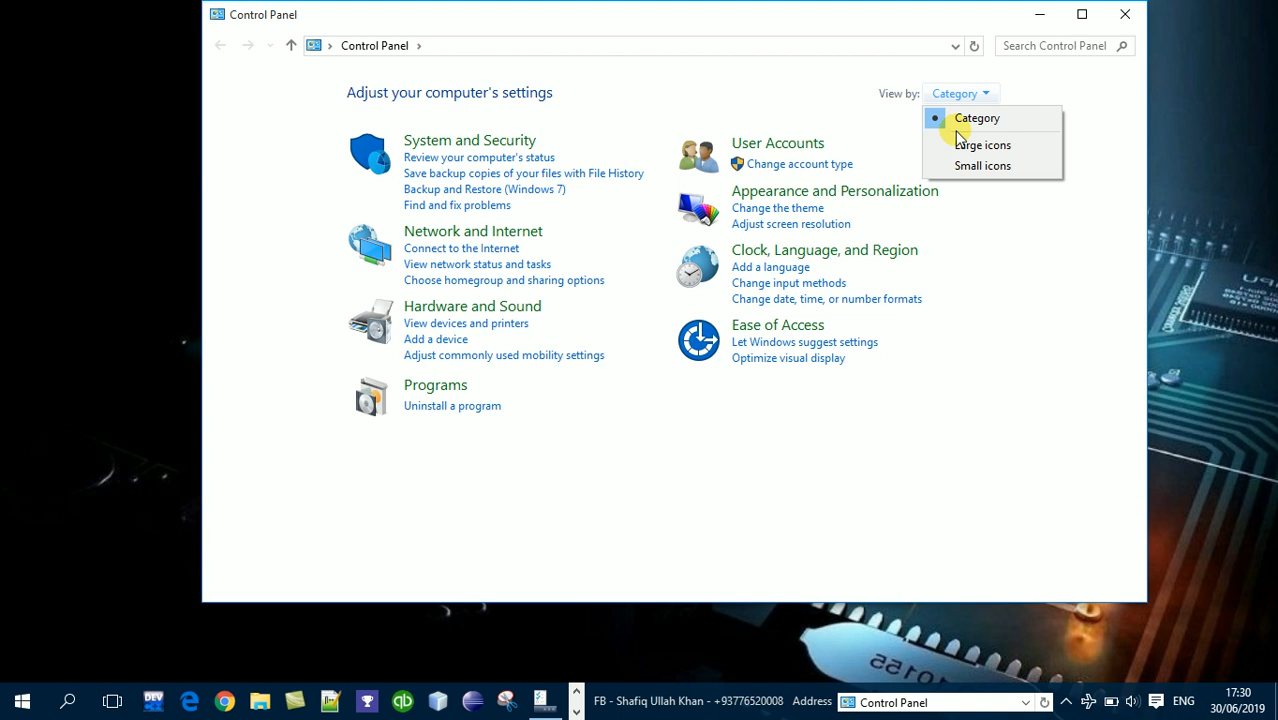 Control Panel
Control Panel
Search Control Panel
Adjust your computer's settings
View by: Category
Category
Large icons
Small icons
System and Security
Review your computer's status
Save backup copies of your files with File History
Backup and Restore (Windows 7)
Find and fix problems
Network and Internet
Connect to the Internet
View network status and tasks
Choose homegroup and sharing options
Hardware and Sound
View devices and printers
Add a device
Adjust commonly used mobility settings
Programs
Uninstall a program
User Accounts
Change account type
Appearance and Personalization
Change the theme
Adjust screen resolution
Clock, Language, and Region
Add a language
Change input methods
Change date, time, or number formats
Ease of Access
Let Windows suggest settings
Optimize visual display
CPU
40155
DEV
FB - Shafiq Ullah Khan - +93776520008
Address
Control Panel
ENG
17:30
30/06/2019